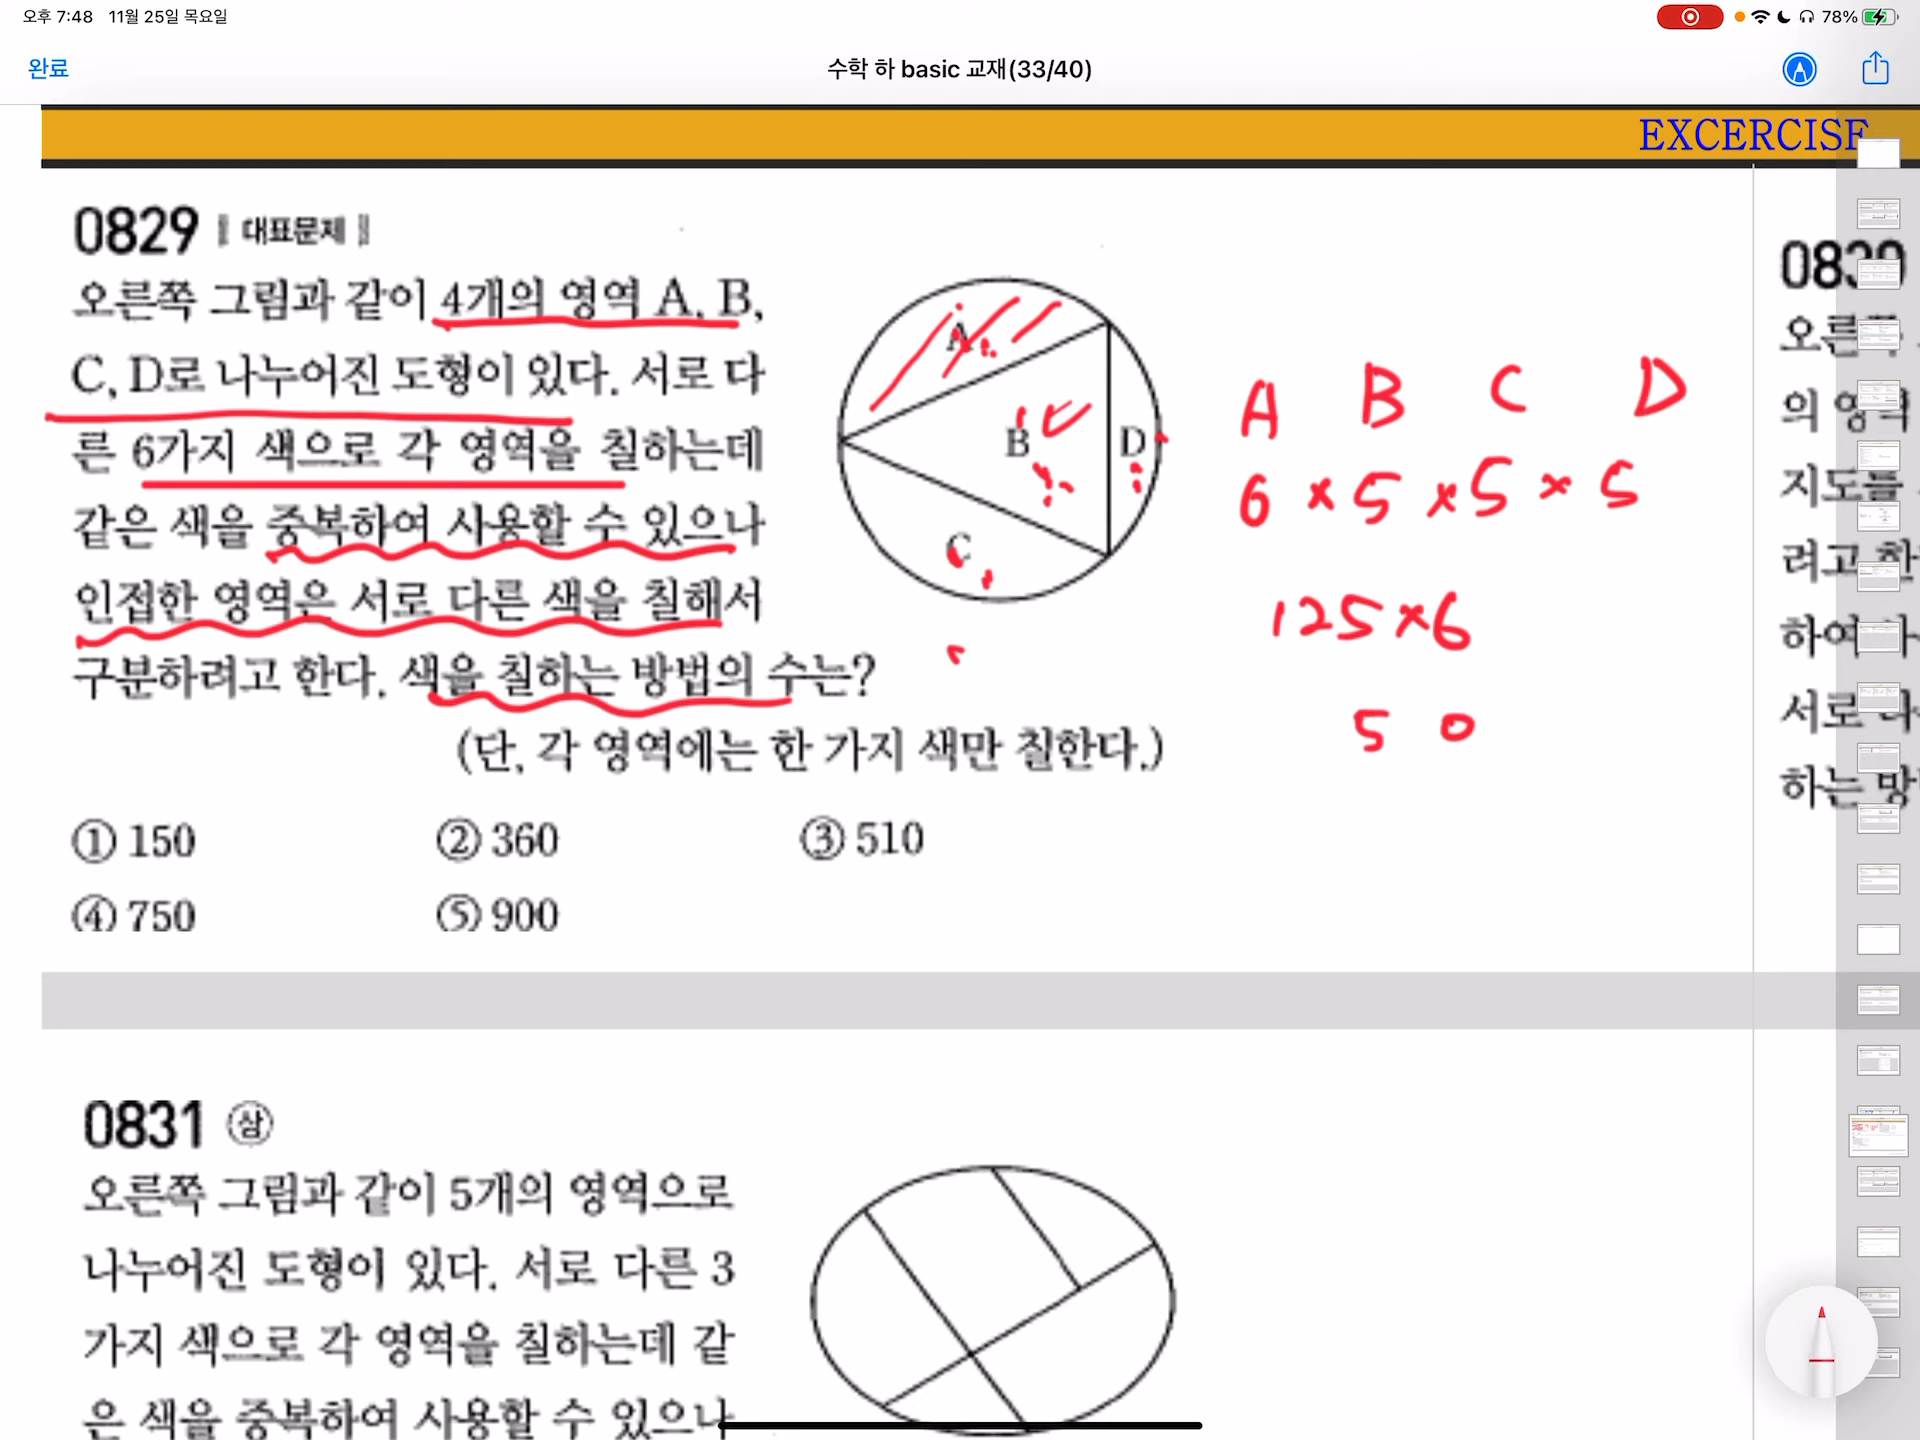 오후 7:48 11월 25일 목요일
78%
완료
수학 하 basic 교재(33/40)
EXCERCISE
0829 대표문제
오른쪽 그림과 같이 4개의 영역 A, B,
C, D로 나누어진 도형이 있다. 서로 다
른 6가지 색으로 각 영역을 칠하는데
같은 색을 중복하여 사용할 수 있으나
인접한 영역은 서로 다른 색을 칠해서
구분하려고 한다. 색을 칠하는 방법의 수는?
(단, 각 영역에는 한 가지 색만 칠한다.)
① 150 ② 360 ③ 510
④ 750 ⑤ 900
A
B
D
C
A B C D
6 × 5 × 5 × 5
125×6
5 0
0831 상
오른쪽 그림과 같이 5개의 영역으로
나누어진 도형이 있다. 서로 다른 3
가지 색으로 각 영역을 칠하는데 같
은 색을 중복하여 사용할 수 있으나
의
지도를
려고
서로
하는